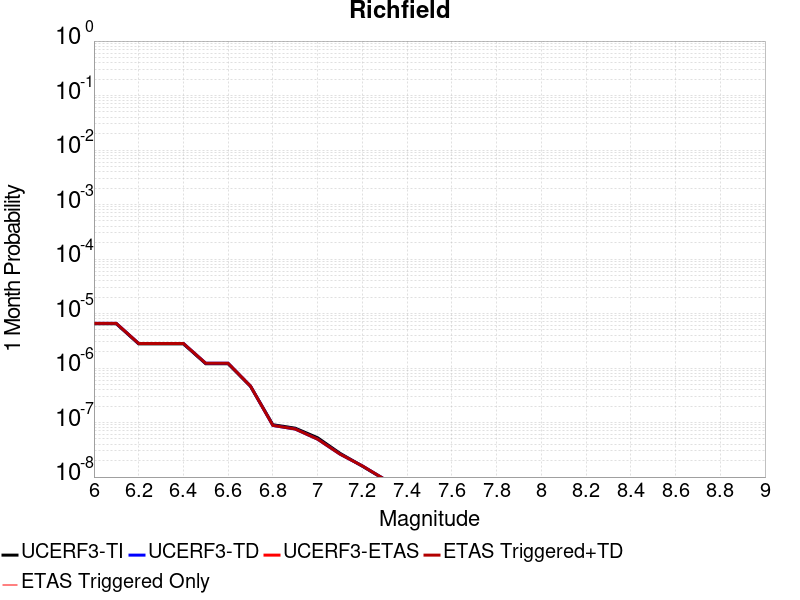 Richfield
10^0
10^-1
10^-2
10^-3
10^-4
10^-5
10^-6
10^-7
10^-8
1 Month Probability
6 6.2 6.4 6.6 6.8 7 7.2 7.4 7.6 7.8 8 8.2 8.4 8.6 8.8 9
Magnitude
UCERF3-TI UCERF3-TD UCERF3-ETAS ETAS Triggered+TD
ETAS Triggered Only